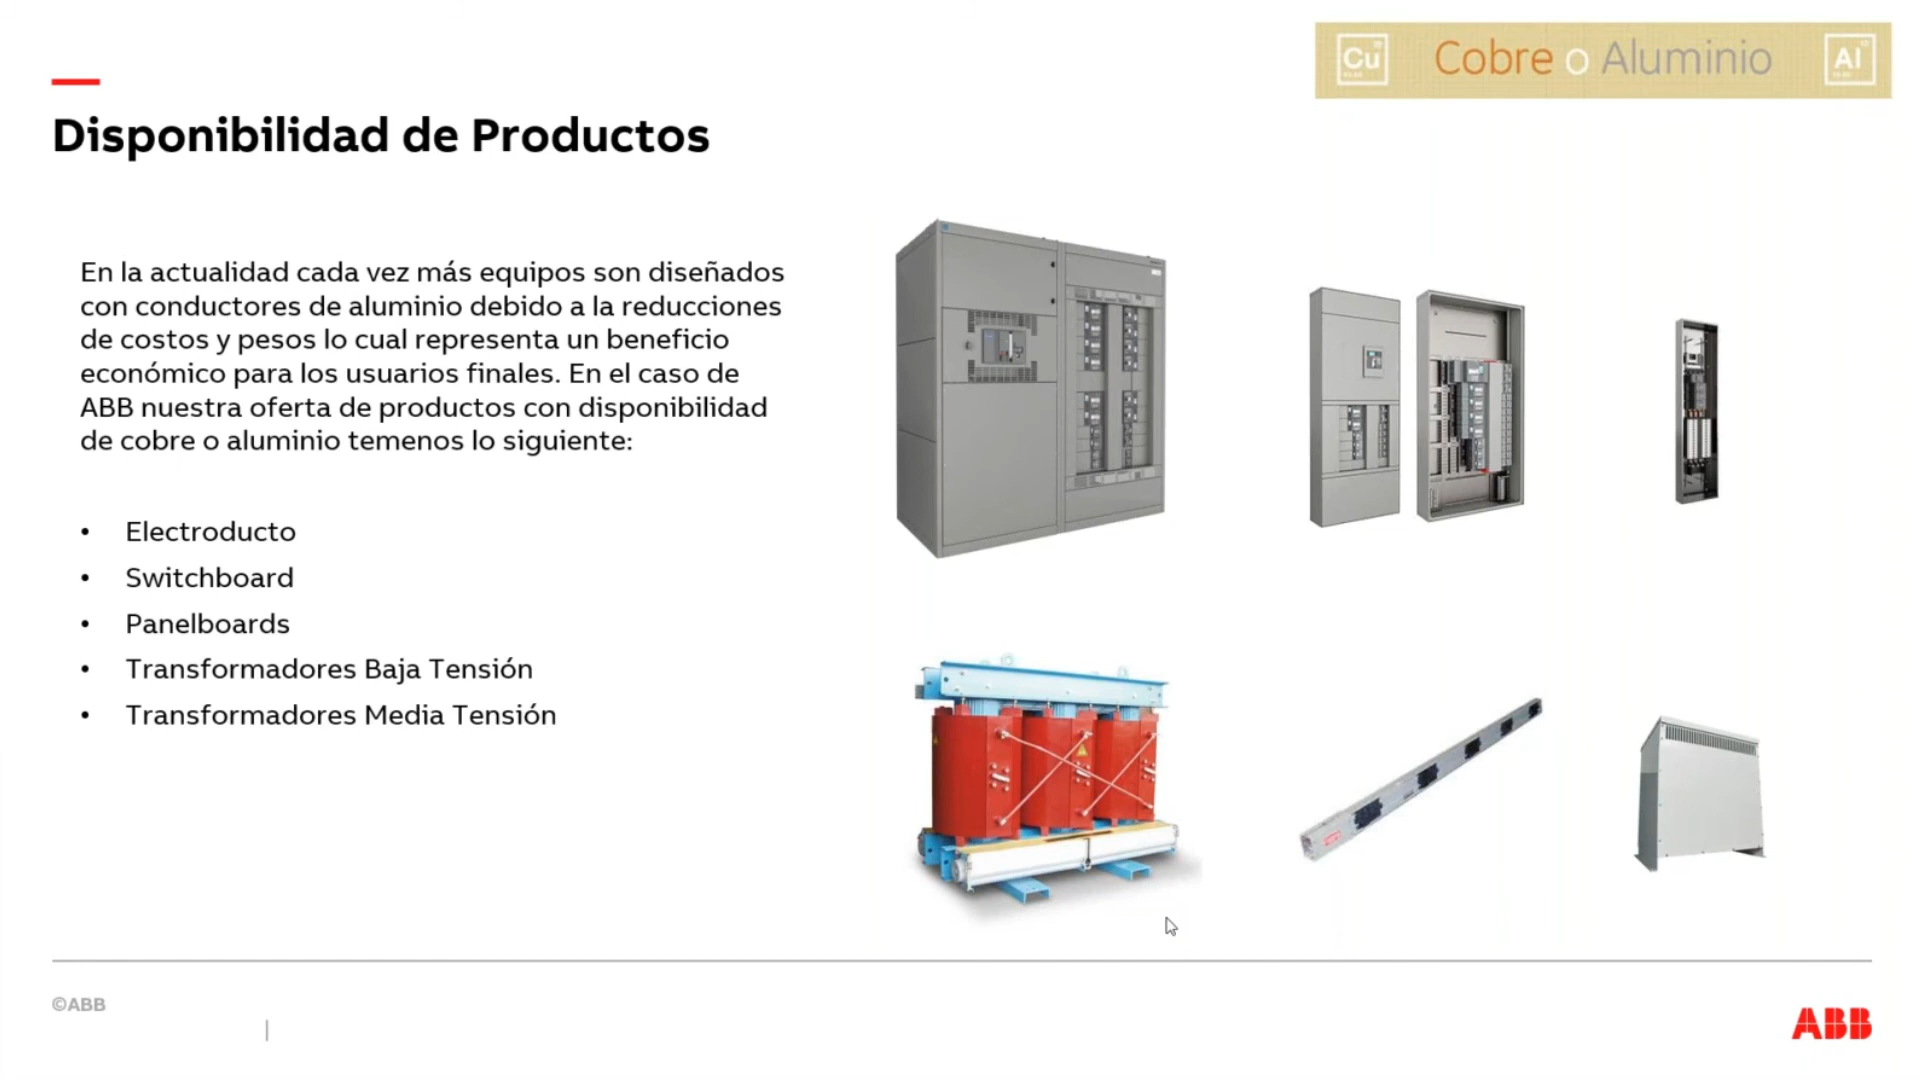 Cu Cobre o Aluminio Al
Disponibilidad de Productos
En la actualidad cada vez más equipos son diseñados
con conductores de aluminio debido a la reducciones
de costos y pesos lo cual representa un beneficio
económico para los usuarios finales. En el caso de
ABB nuestra oferta de productos con disponibilidad
de cobre o aluminio temenos lo siguiente:
• Electroducto
• Switchboard
• Panelboards
• Transformadores Baja Tensión
• Transformadores Media Tensión
©ABB
ABB